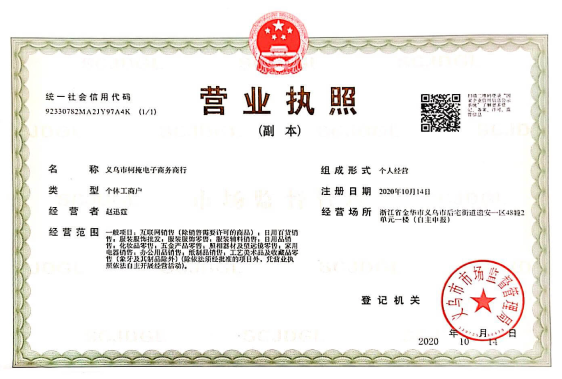 统一社会信用代码
92330782MA2JY97A4K (1/1)
营业执照
(副 本)
扫描二维码登录“国
家企业信用信息公示
系统”了解更多登
记、备案、许可、监
管信息
名 称 义乌市柯掩电子商务商行
类 型 个体工商户
经 营 者 赵迅霆
经营范围 一般项目:互联网销售(除销售需要许可的商品);日用百货销
售;服装服饰批发;服装服饰零售;服装辅料销售;日用品销
售;化妆品零售;五金产品零售;照相器材及望远镜零售;家用
电器销售;办公用品销售;纸制品销售;工艺美术品及收藏品零
售(象牙及其制品除外)(除依法须经批准的项目外,凭营业执
照依法自主开展经营活动)。
组成形式 个人经营
注册日期 2020年10月14日
经营场所 浙江省金华市义乌市后宅街道遗安一区48幢2
单元一楼(自主申报)
登记机关
义乌市市场监督管理局
2020 年 10 月 14 日